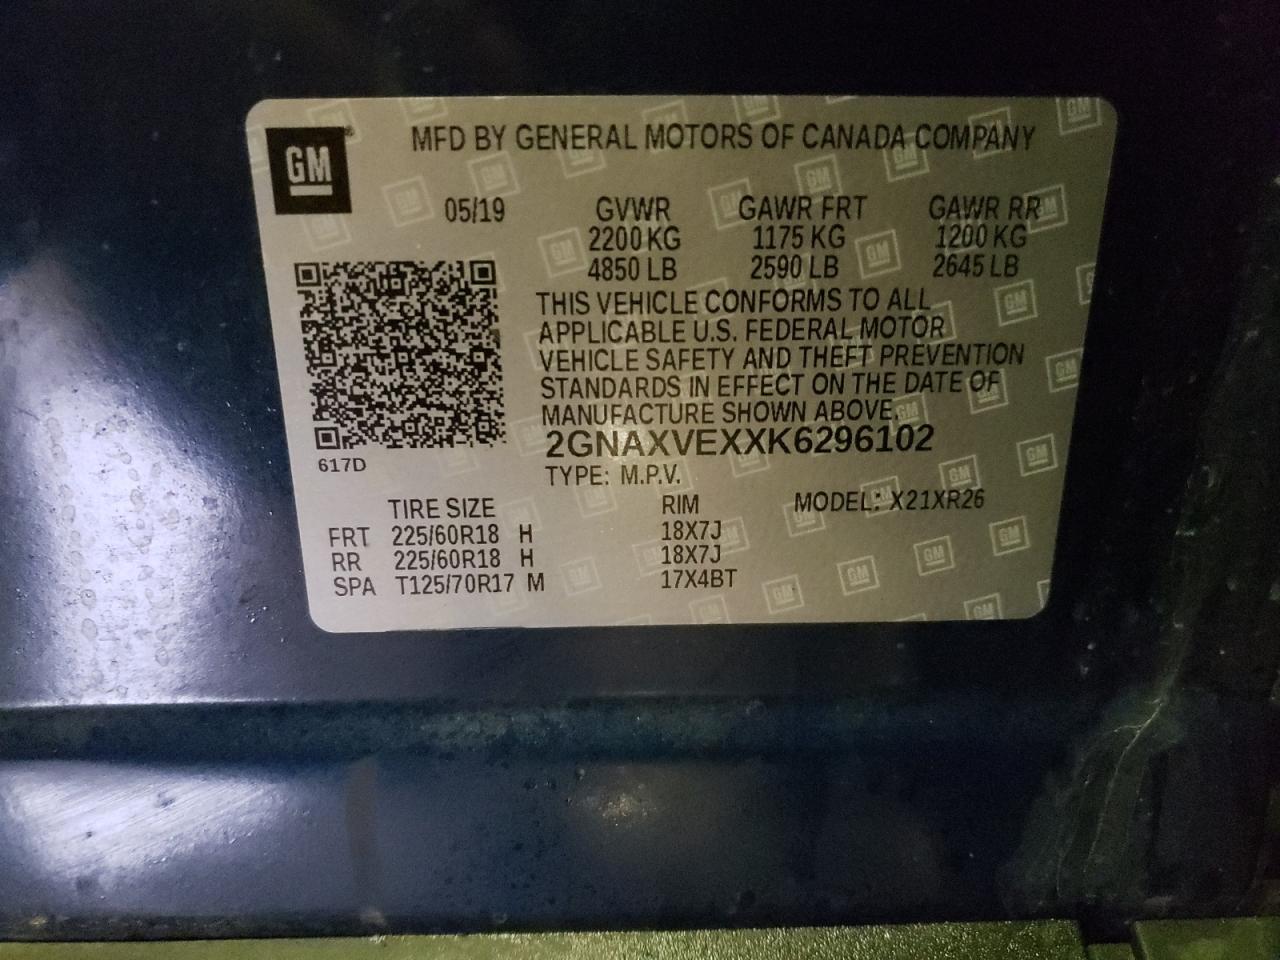 GM
MFD BY GENERAL MOTORS OF CANADA COMPANY
05/19 GVWR GAWR FRT GAWR RR
2200 KG 1175 KG 1200 KG
4850 LB 2590 LB 2645 LB
THIS VEHICLE CONFORMS TO ALL
APPLICABLE U.S. FEDERAL MOTOR
VEHICLE SAFETY AND THEFT PREVENTION
STANDARDS IN EFFECT ON THE DATE OF
MANUFACTURE SHOWN ABOVE.
2GNAXVEXXK6296102
617D
TYPE: M.P.V.
TIRE SIZE RIM MODEL: X21XR26
FRT 225/60R18 H 18X7J
RR 225/60R18 H 18X7J
SPA T125/70R17 M 17X4BT